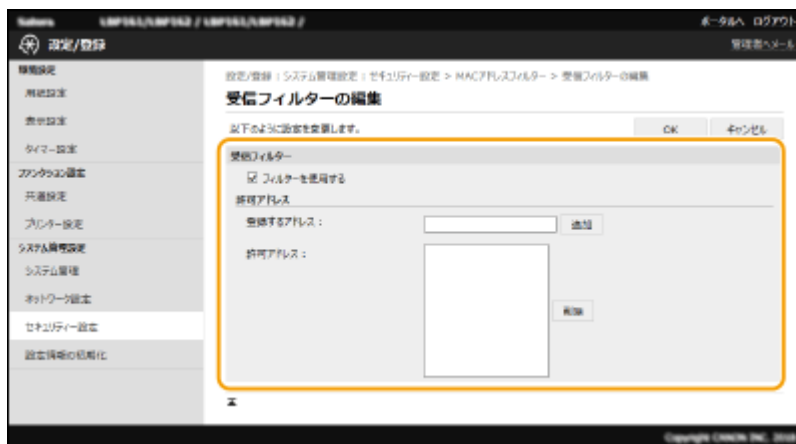 LBP161/LBP162 / LBP161/LBP162 /
ポータルへ ログアウト
設定/登録
管理者へメール
環境設定
用紙設定
表示設定
タイマー設定
ファンクション設定
共通設定
プリンター設定
システム管理設定
システム管理
ネットワーク設定
セキュリティー設定
設定情報の初期化
設定/登録 : システム管理設定 : セキュリティー設定 > MACアドレスフィルター > 受信フィルターの編集
受信フィルターの編集
以下のように設定を変更します。
OK
キャンセル
受信フィルター
フィルターを使用する
許可アドレス
登録するアドレス :
追加
許可アドレス :
削除
Copyright CANON INC.